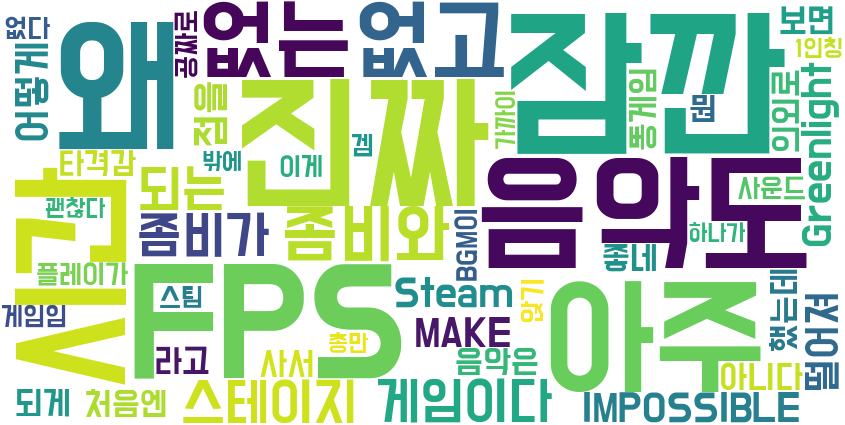 없다
공짜로
왜
없는
없고
잠깐
보면
1인칭
어떻게
점을
진짜
가까이
똥게임
뭔
의외로
Greenlight
타격감
밖에
이게
겜
시간
되는
음악도
사운드
괜찮다
좀비가
좀비와
BGM이
하나가
좋네
플레이가
FPS
아주
스팀
Steam
앉기
했는데
떨어져
게임임
MAKE
총만
라고
사서
음악은
아니다
되게
처음엔
스테이지
게임이다
IMPOSSIBLE